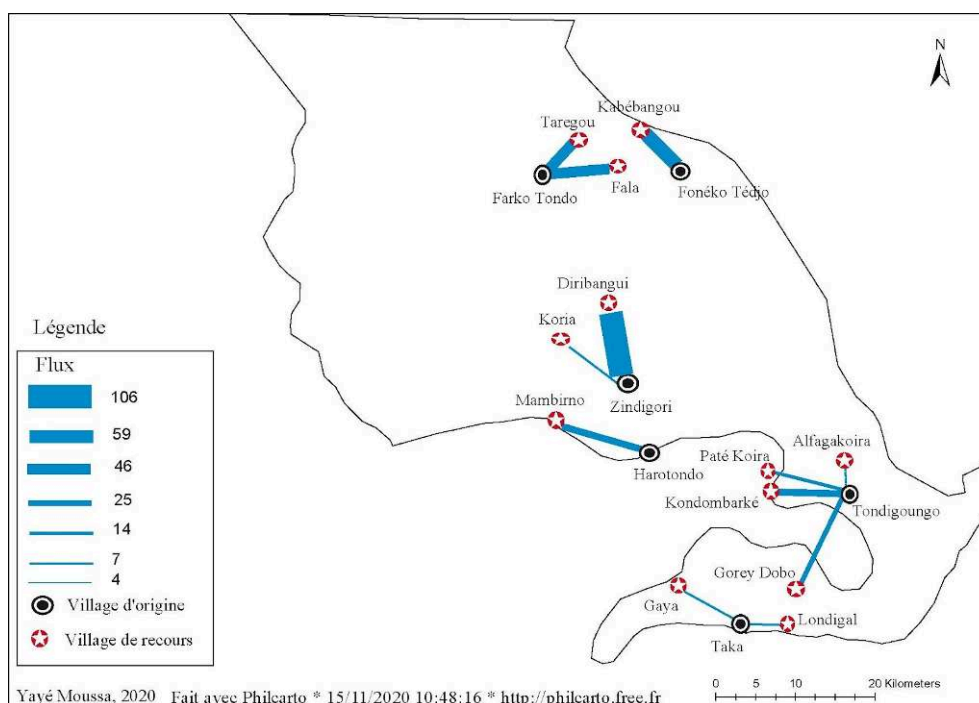 N
Kabébangou
Taregou
Farko Tondo
Fala
Fonéko Tédjo
Diribangui
Koria
Zindigori
Mambirno
Harotondo
Alfagakoira
Paté Koira
Kondombarké
Tondigoungo
Gorey Dobo
Gaya
Taka
Londigal
Légende
Flux
106
59
46
25
14
7
4
Village d'origine
Village de recours
Yayé Moussa, 2020 Fait avec Philcarto * 15/11/2020 10:48:16 * http://philcarto.free.fr
0 5 10 20 Kilometers